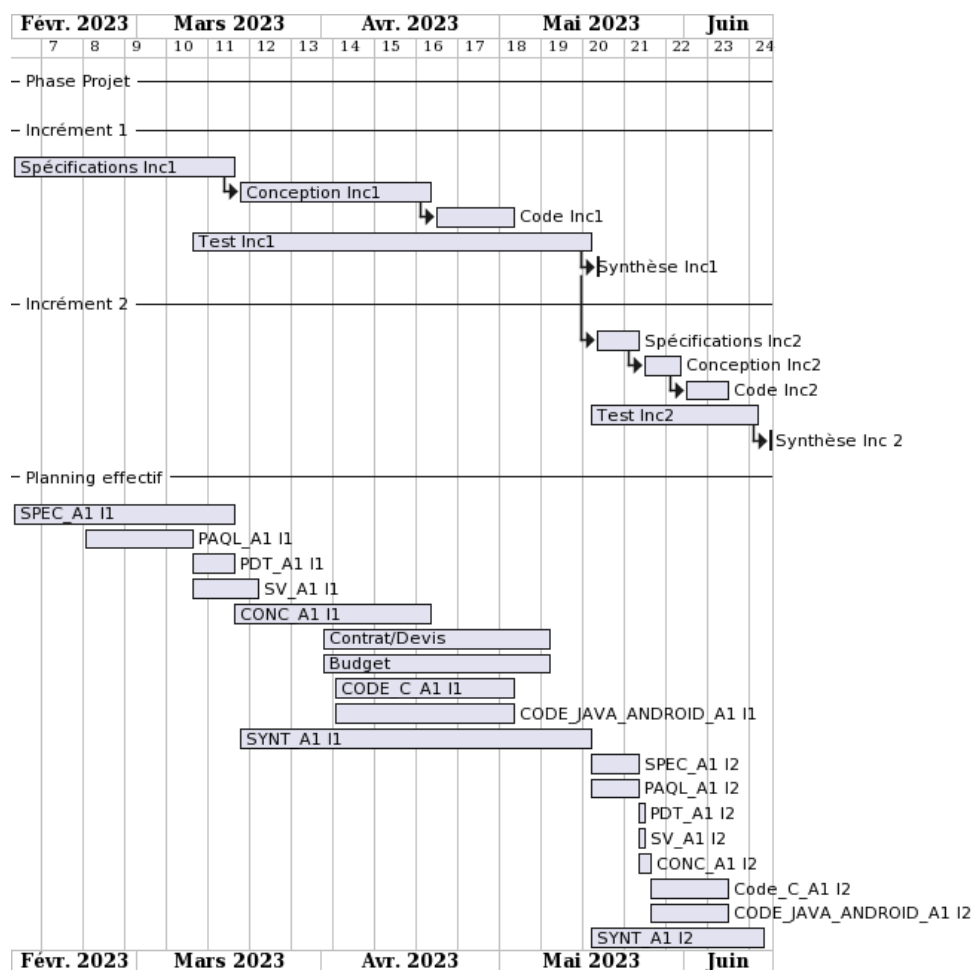 Févr. 2023 Mars 2023 Avr. 2023 Mai 2023 Juin
7 8 9 10 11 12 13 14 15 16 17 18 19 20 21 22 23 24
Phase Projet
Incrément 1
Spécifications Inc1
Conception Inc1
Code Inc1
Test Inc1
Synthèse Inc1
Incrément 2
Spécifications Inc2
Conception Inc2
Code Inc2
Test Inc2
Synthèse Inc 2
Planning effectif
SPEC_A1 I1
PAQL_A1 I1
PDT_A1 I1
SV_A1 I1
CONC_A1 I1
Contrat/Devis
Budget
CODE_C_A1 I1
CODE_JAVA_ANDROID_A1 I1
SYNT_A1 I1
SPEC_A1 I2
PAQL_A1 I2
PDT_A1 I2
SV_A1 I2
CONC_A1 I2
Code_C_A1 I2
CODE_JAVA_ANDROID_A1 I2
SYNT_A1 I2
Févr. 2023 Mars 2023 Avr. 2023 Mai 2023 Juin